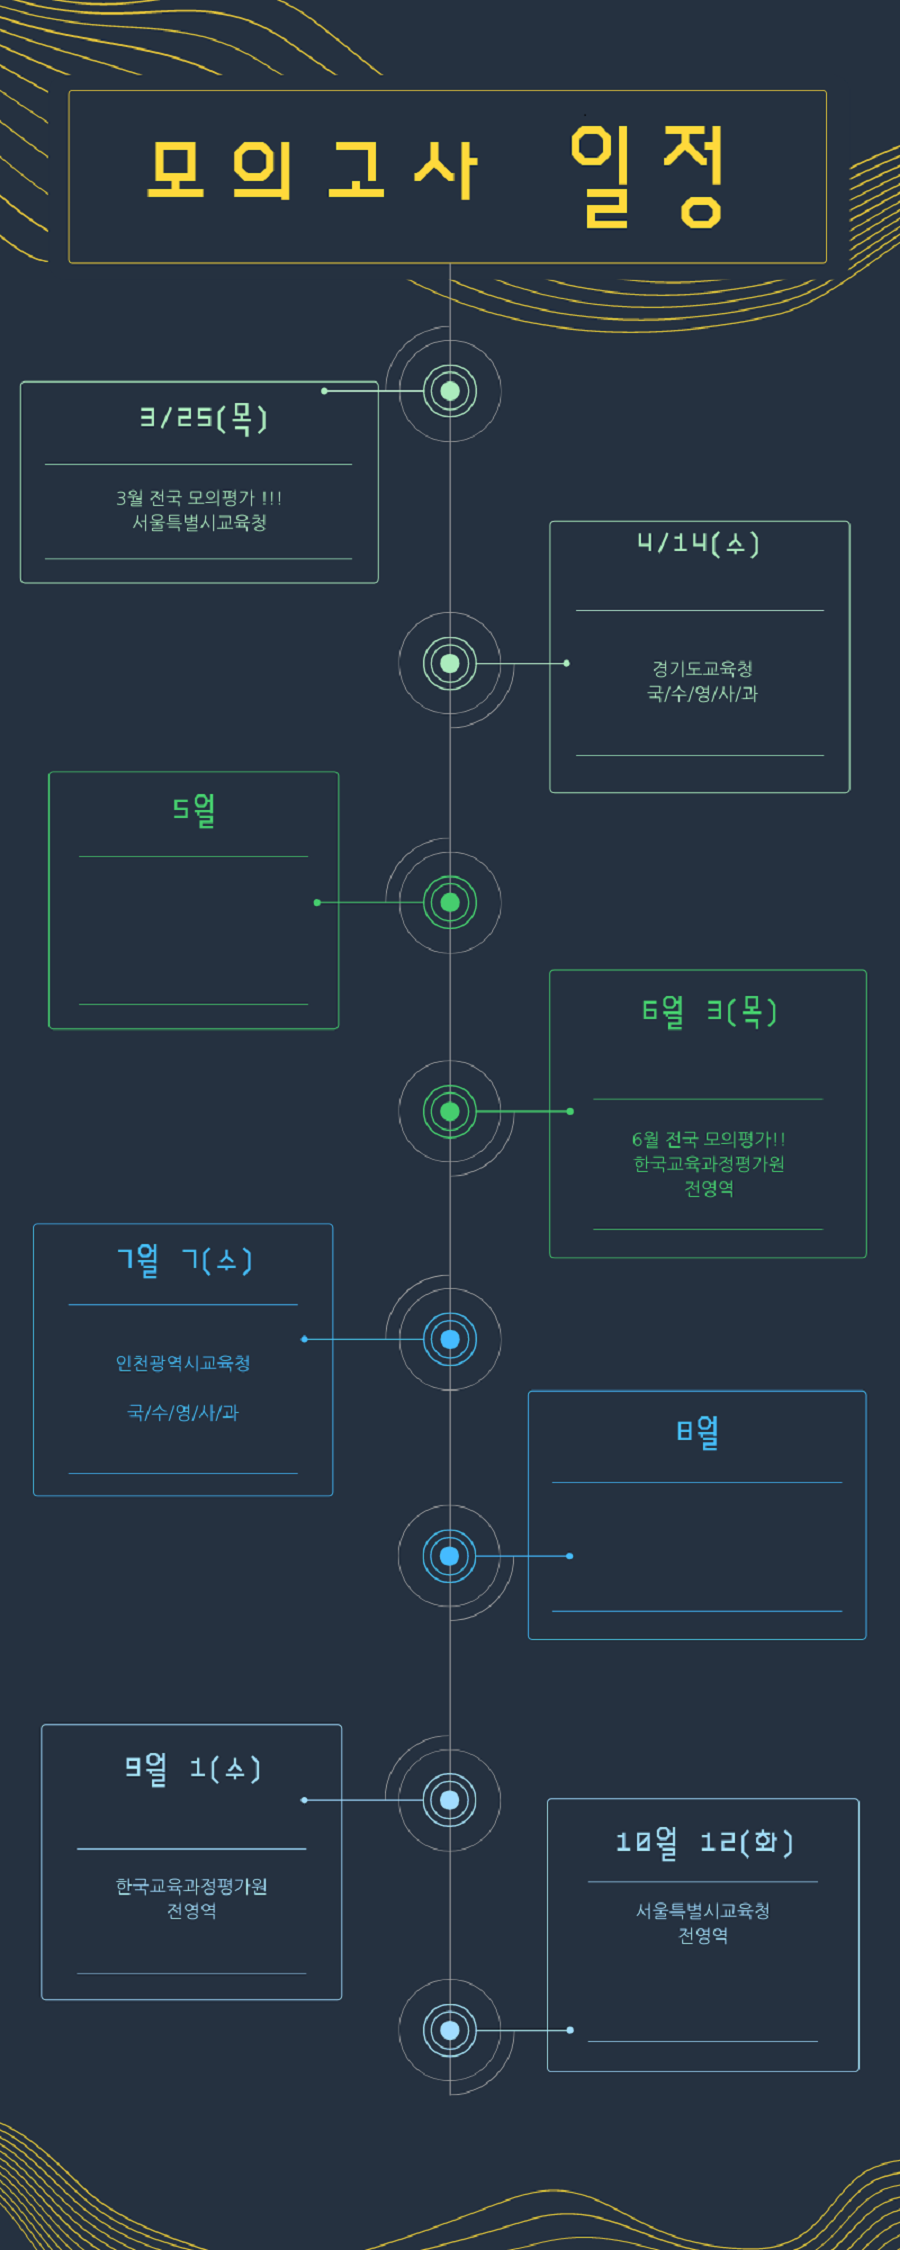 모의고사 일정
3/25(목)
3월 전국 모의평가 !!!
서울특별시교육청
4/14(수)
경기도교육청
국/수/영/사/과
5월
6월 3(목)
6월 전국 모의평가!!
한국교육과정평가원
전영역
7월 7(수)
인천광역시교육청
국/수/영/사/과
8월
9월 1(수)
한국교육과정평가원
전영역
10월 12(화)
서울특별시교육청
전영역